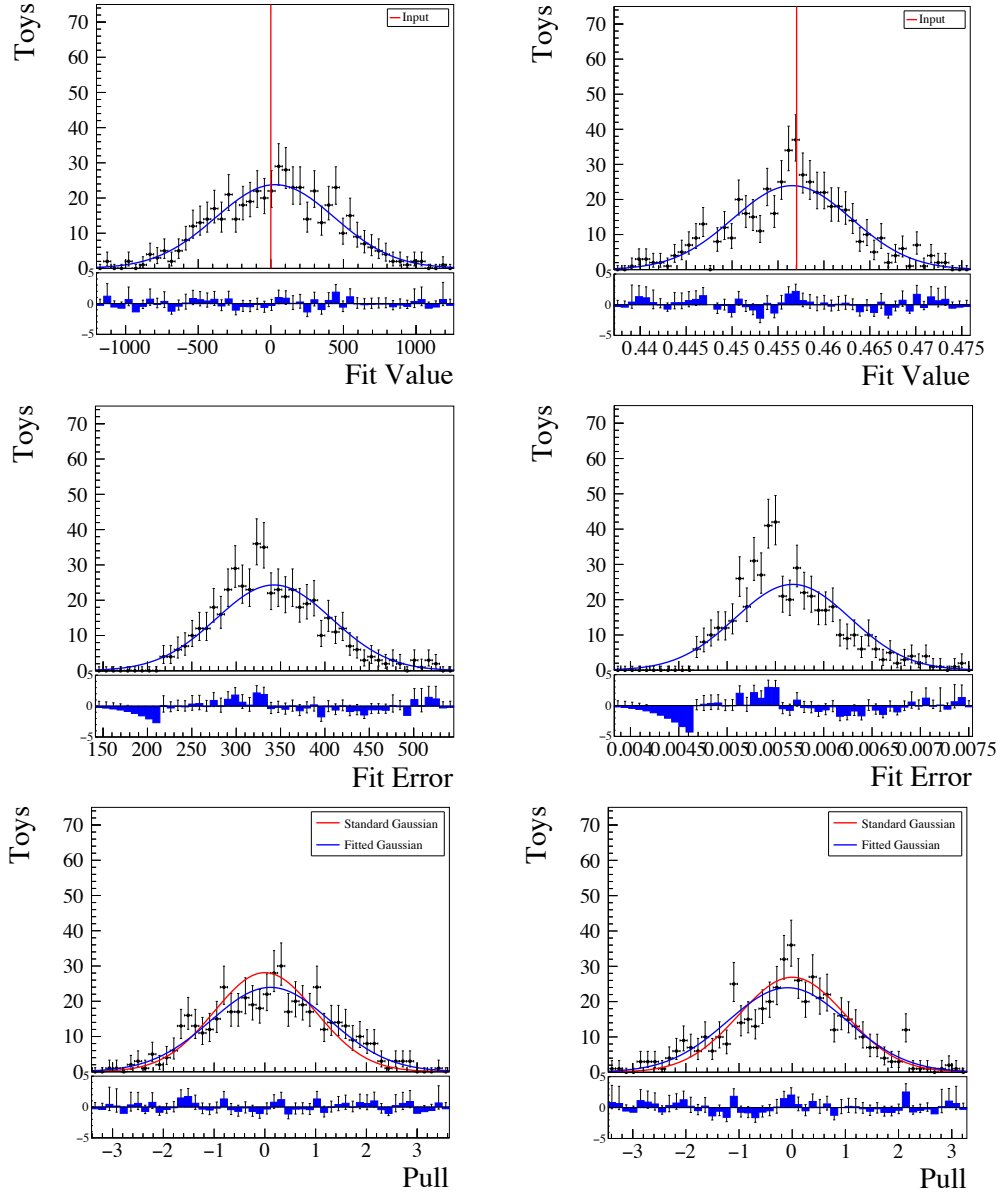 Toys
70
60
50
40
30
20
10
0
Input
5
0
−5
−1000 −500 0 500 1000
Fit Value
Toys
70
60
50
40
30
20
10
0
Input
5
0
−5
0.44 0.445 0.45 0.455 0.46 0.465 0.47 0.475
Fit Value
Toys
70
60
50
40
30
20
10
0
5
0
−5
150 200 250 300 350 400 450 500
Fit Error
Toys
70
60
50
40
30
20
10
0
5
0
−5
0.004 0.0045 0.005 0.0055 0.006 0.0065 0.007 0.0075
Fit Error
Toys
70
60
50
40
30
20
10
0
Standard Gaussian
Fitted Gaussian
5
0
−5
−3 −2 −1 0 1 2 3
Pull
Toys
70
60
50
40
30
20
10
0
Standard Gaussian
Fitted Gaussian
5
0
−5
−3 −2 −1 0 1 2 3
Pull